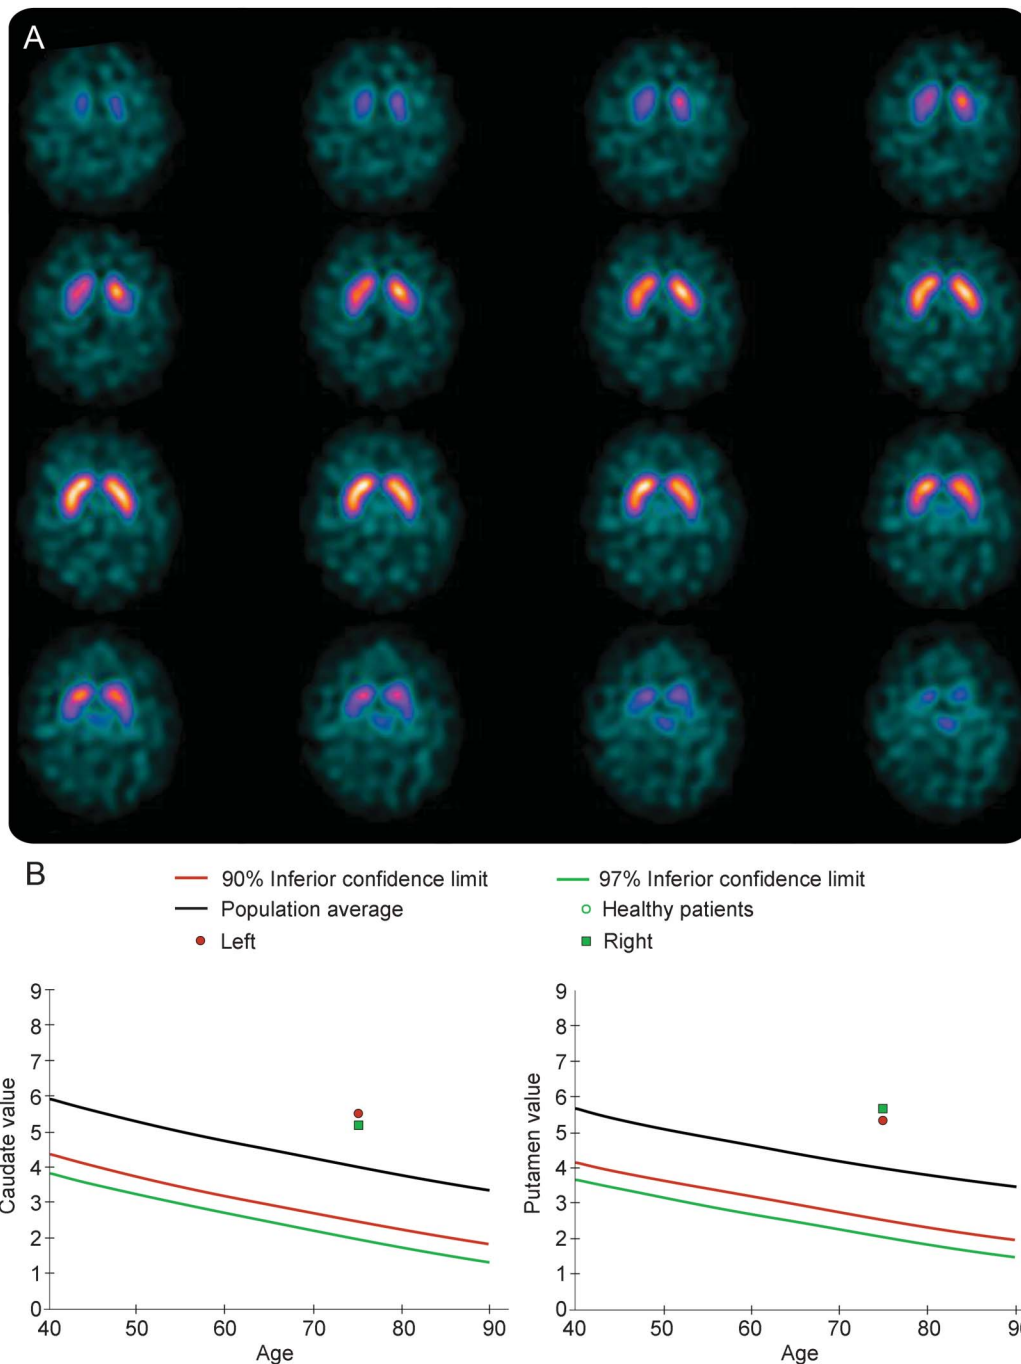 A
B
90% Inferior confidence limit
97% Inferior confidence limit
Population average
Healthy patients
Left
Right
9
8
7
6
5
4
3
2
1
0
Caudate value
40 50 60 70 80 90
Age
9
8
7
6
5
4
3
2
1
0
Putamen value
40 50 60 70 80 90
Age